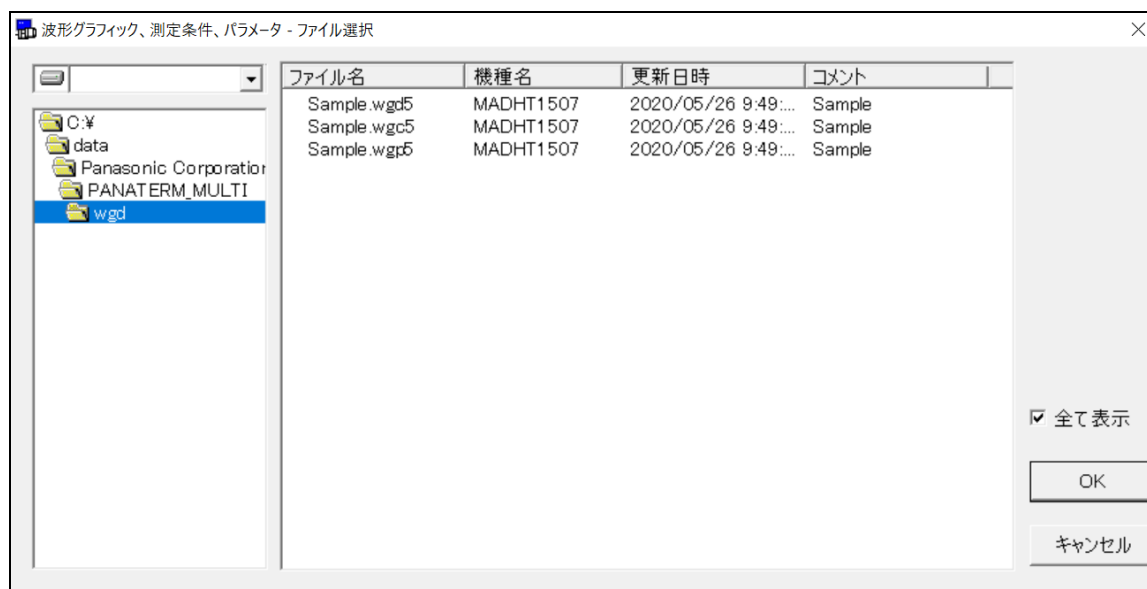 波形グラフィック、測定条件、パラメータ - ファイル選択
ファイル名 機種名 更新日時 コメント
Sample.wgd5 MADHT1507 2020/05/26 9:49:... Sample
Sample.wgc5 MADHT1507 2020/05/26 9:49:... Sample
Sample.wgp5 MADHT1507 2020/05/26 9:49:... Sample
C:¥
data
Panasonic Corporation
PANATERM_MULTI
wgd
全て表示
OK
キャンセル